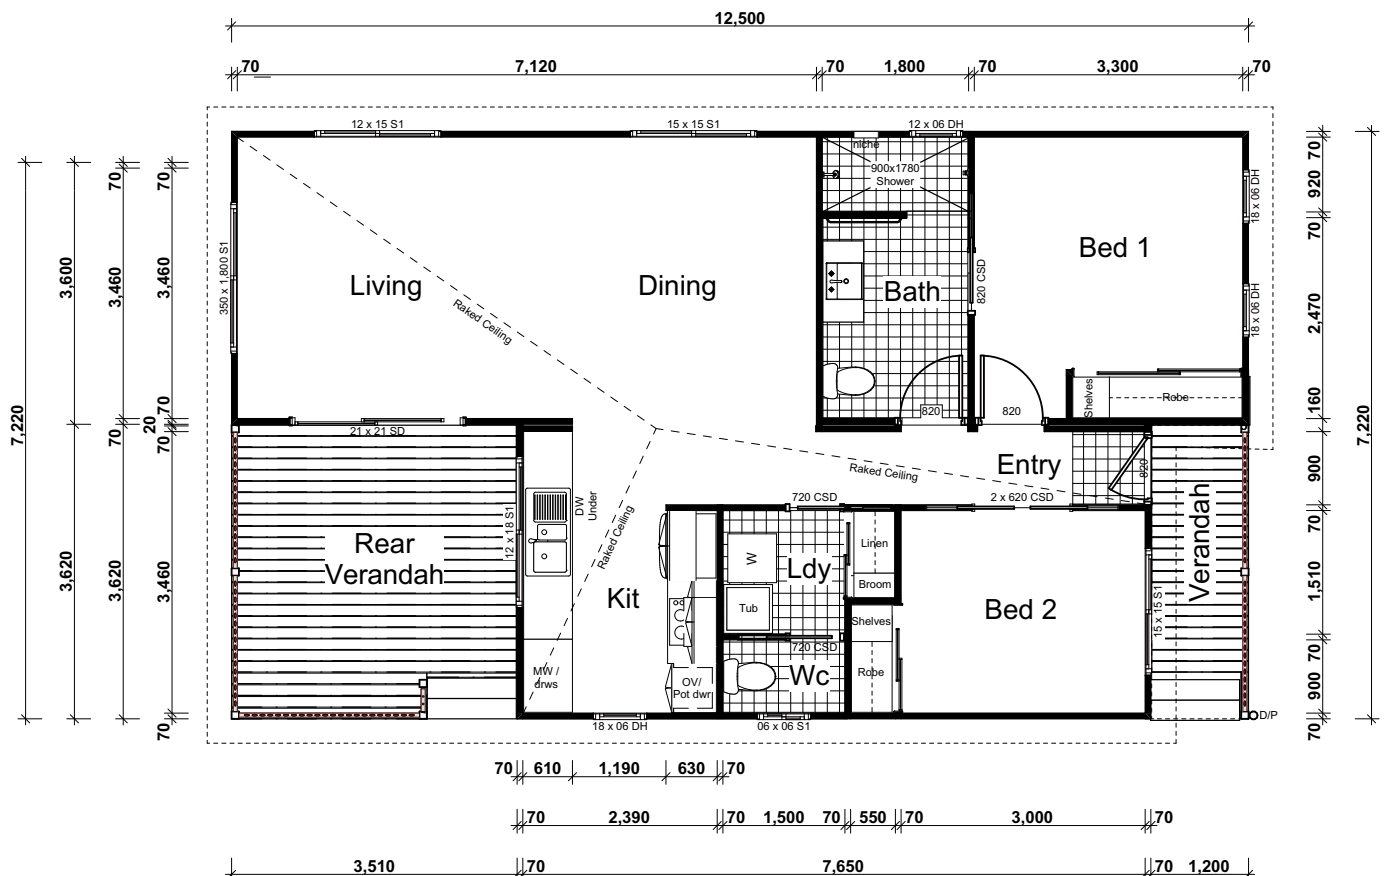 12,500
70 7,120 70 1,800 70 3,300 70
12 x 15 S1
15 x 15 S1
12 x 06 DH
niche
900x1780
Shower
70
920
70
2,470
160
900
70
1,510
70
900
70
7,220
7,220
3,600
3,620
70
3,460
70
3,620
70
3,460
70
20
70
3,460
70
350 x 1,800 S1
Living
Dining
Bath
Bed 1
18 x 06 DH
18 x 06 DH
820 CSD
Raked Ceiling
820
820
Shelves
Robe
21 x 21 SD
Entry
820
Raked Ceiling
720 CSD
2 x 620 CSD
Rear
Verandah
12 x 18 S1
DW
Under
Raked Ceiling
Kit
W
Ldy
Tub
Linen
Broom
Bed 2
15 x 15 S1
Verandah
Shelves
720 CSD
Wc
Robe
MW /
drws
OV/
Pot dwr
18 x 06 DH
06 x 06 S1
D/P
70 610 1,190 630 70
70 2,390 70 1,500 70 550 70 3,000 70
3,510 70 7,650 70 1,200